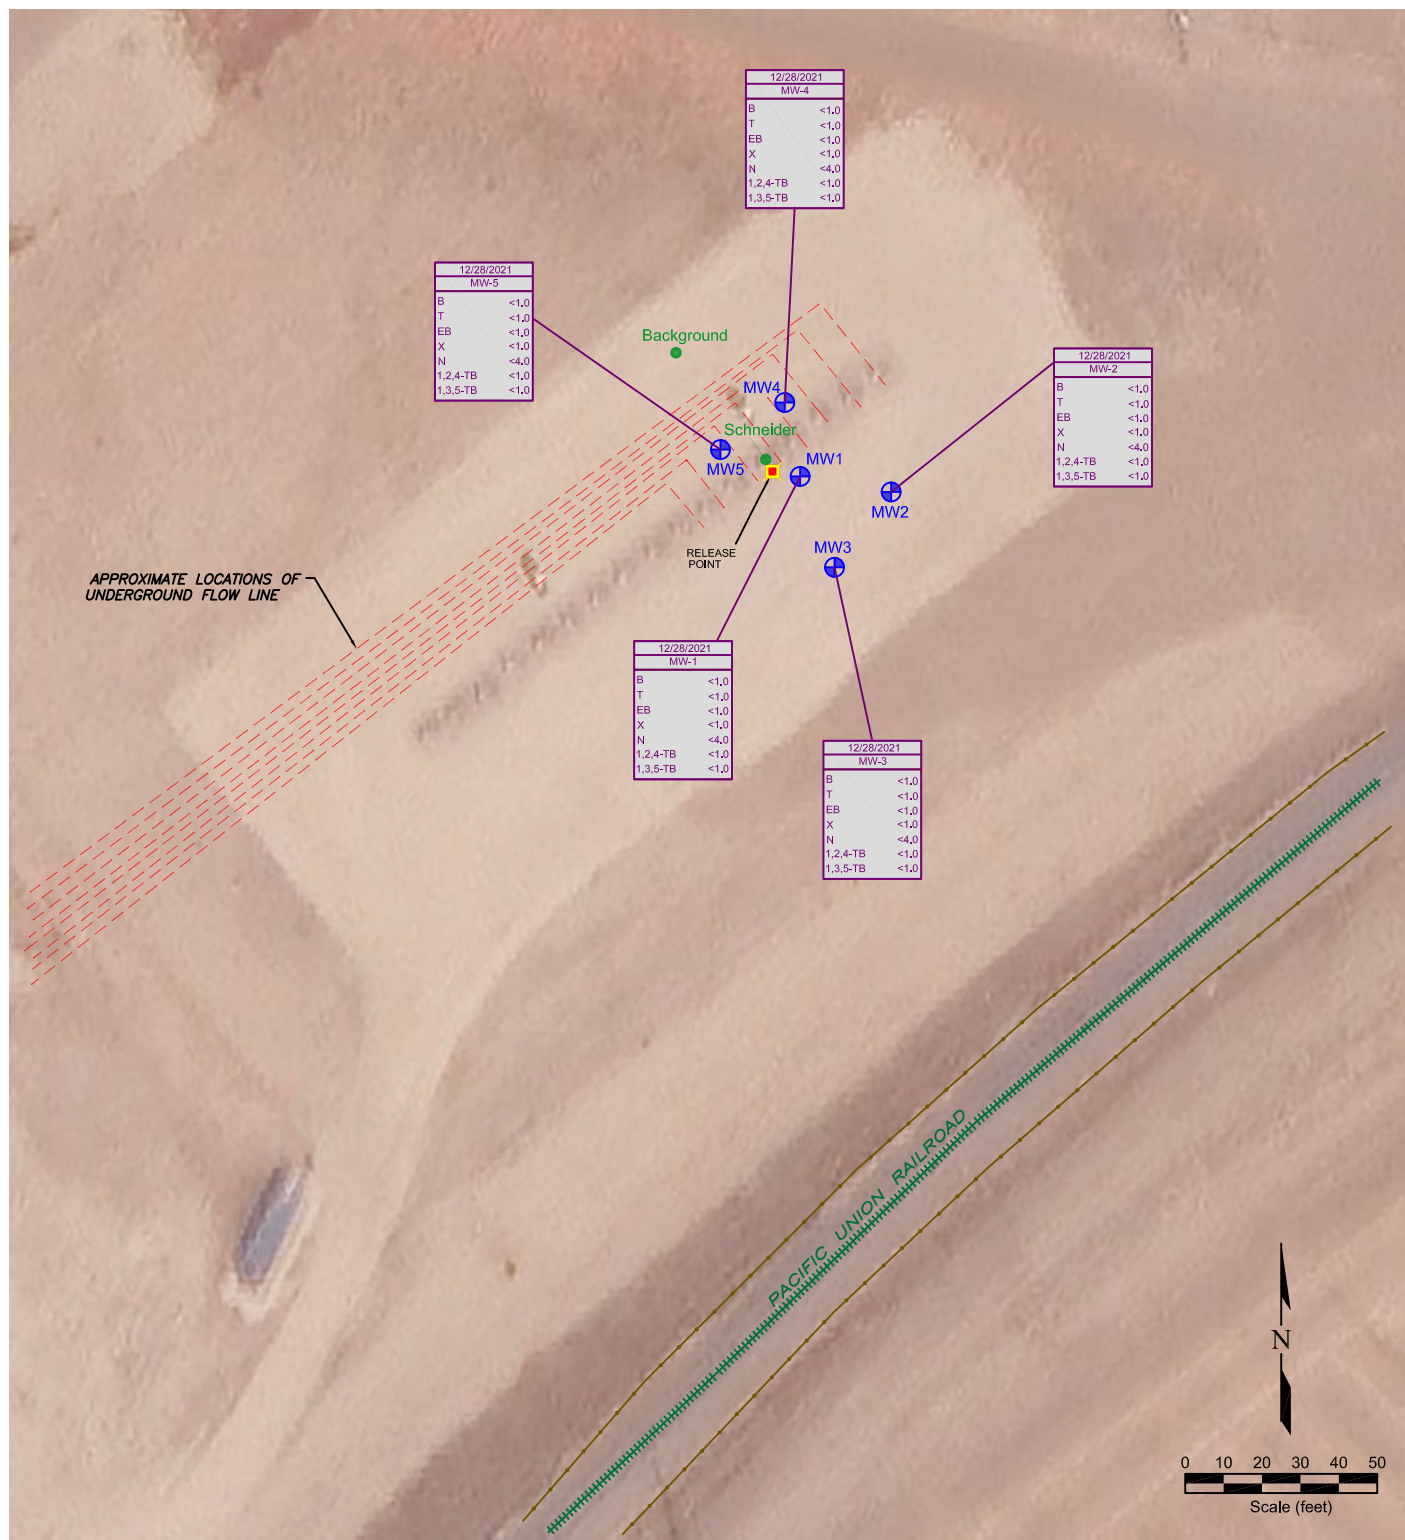 12/28/2021
MW-4
B <1.0
T <1.0
EB <1.0
X <1.0
N <4.0
1,2,4-TB <1.0
1,3,5-TB <1.0
12/28/2021
MW-5
B <1.0
T <1.0
EB <1.0
X <1.0
N <4.0
1,2,4-TB <1.0
1,3,5-TB <1.0
Background
12/28/2021
MW-2
B <1.0
T <1.0
EB <1.0
X <1.0
N <4.0
1,2,4-TB <1.0
1,3,5-TB <1.0
MW4
Schneider
MW5
MW1
MW2
MW3
RELEASE
POINT
APPROXIMATE LOCATIONS OF
UNDERGROUND FLOW LINE
12/28/2021
MW-1
B <1.0
T <1.0
EB <1.0
X <1.0
N <4.0
1,2,4-TB <1.0
1,3,5-TB <1.0
12/28/2021
MW-3
B <1.0
T <1.0
EB <1.0
X <1.0
N <4.0
1,2,4-TB <1.0
1,3,5-TB <1.0
PACIFIC UNION RAILROAD
N
0 10 20 30 40 50
Scale (feet)